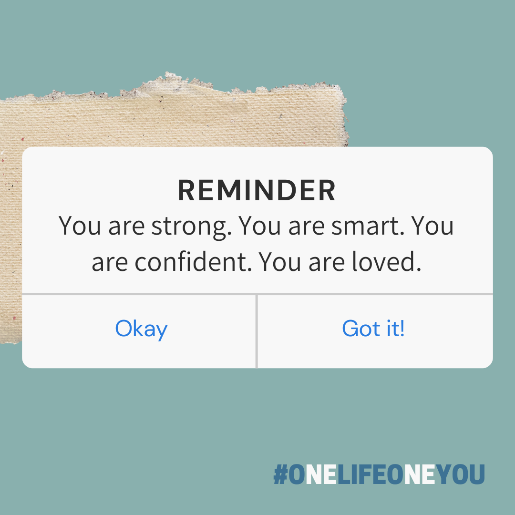 REMINDER
You are strong. You are smart. You
are confident. You are loved.
Okay
Got it!
#ONELIFEONEYOU